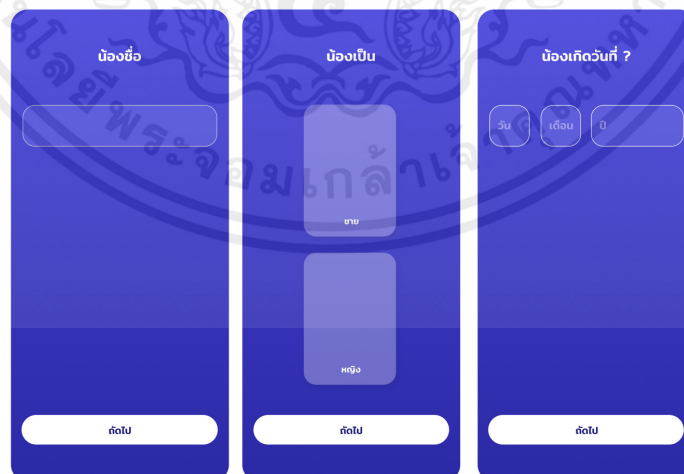 น้องชื่อ
ถัดไป
น้องเป็น
ชาย
หญิง
ถัดไป
น้องเกิดวันที่ ?
วัน เดือน ปี
ถัดไป